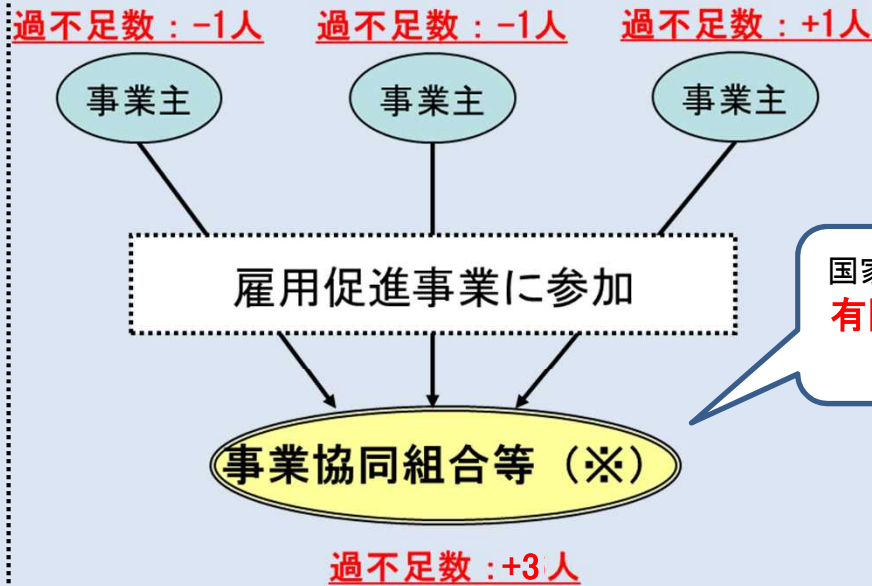 過不足数：-1人 過不足数：-1人 過不足数：+1人
事業主 事業主 事業主
雇用促進事業に参加
国家
有限
事業協同組合等（※）
過不足数：+3人